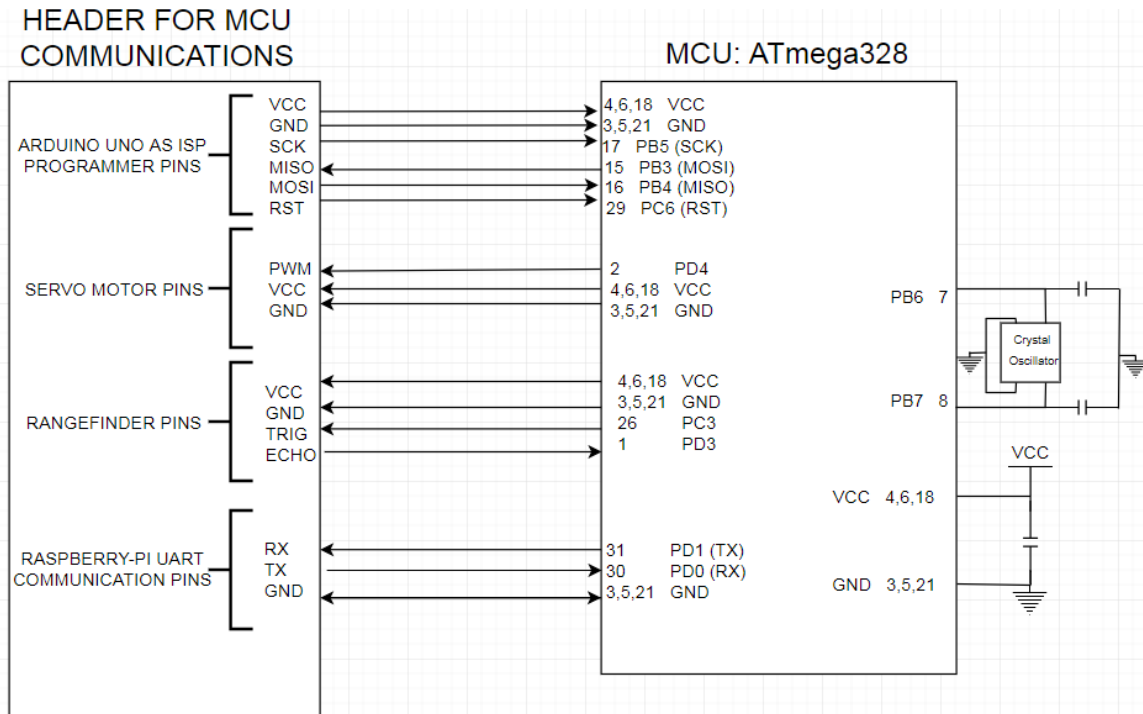 HEADER FOR MCU
COMMUNICATIONS
MCU: ATmega328
ARDUINO UNO AS ISP
PROGRAMMER PINS
VCC
GND
SCK
MISO
MOSI
RST
4,6,18 VCC
3,5,21 GND
17 PB5 (SCK)
15 PB3 (MOSI)
16 PB4 (MISO)
29 PC6 (RST)
SERVO MOTOR PINS
PWM
VCC
GND
2 PD4
4,6,18 VCC
3,5,21 GND
RANGEFINDER PINS
VCC
GND
TRIG
ECHO
4,6,18 VCC
3,5,21 GND
26 PC3
1 PD3
RASPBERRY-PI UART
COMMUNICATION PINS
RX
TX
GND
31 PD1 (TX)
30 PD0 (RX)
3,5,21 GND
PB6 7
Crystal
Oscillator
PB7 8
VCC
VCC 4,6,18
GND 3,5,21